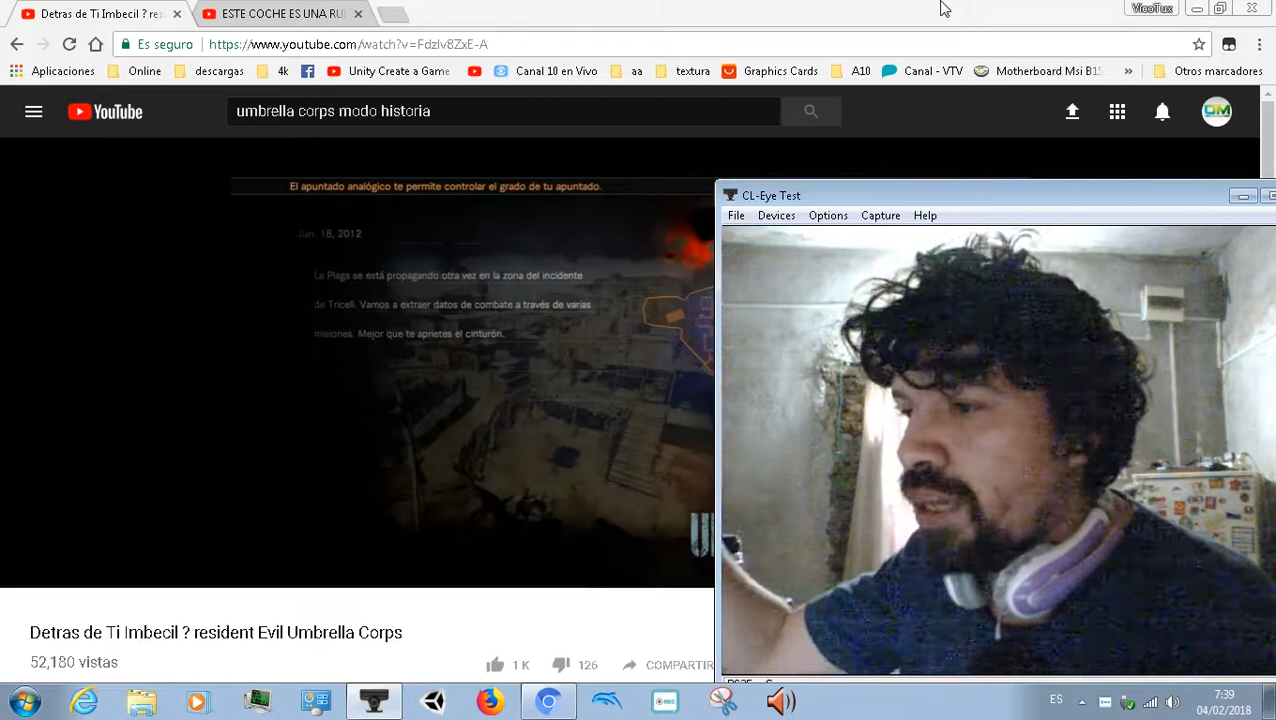 Detras de Ti Imbecil ? res
ESTE COCHE ES UNA RU
VicoTux
Es seguro
https://www.youtube.com/watch?v=Fdzlv8ZxE-A
Aplicaciones
Online
descargas
4k
Unity Create a Game
Canal 10 en Vivo
aa
textura
Graphics Cards
A10
Canal - VTV
Motherboard Msi B15
»
Otros marcadores
YouTube
umbrella corps modo historia
El apuntado analógico te permite controlar el grado de tu apuntado.
Jun. 18, 2012
La Plaga se está propagando otra vez en la zona del incidente
de Tricell. Vamos a extraer datos de combate a través de varias
misiones. Mejor que te aprietes el cinturón.
CL-Eye Test
File Devices Options Capture Help
Detras de Ti Imbecil ? resident Evil Umbrella Corps
52,180 vistas
1 K
126
COMPARTIR
REC
ES
7:39
04/02/2018